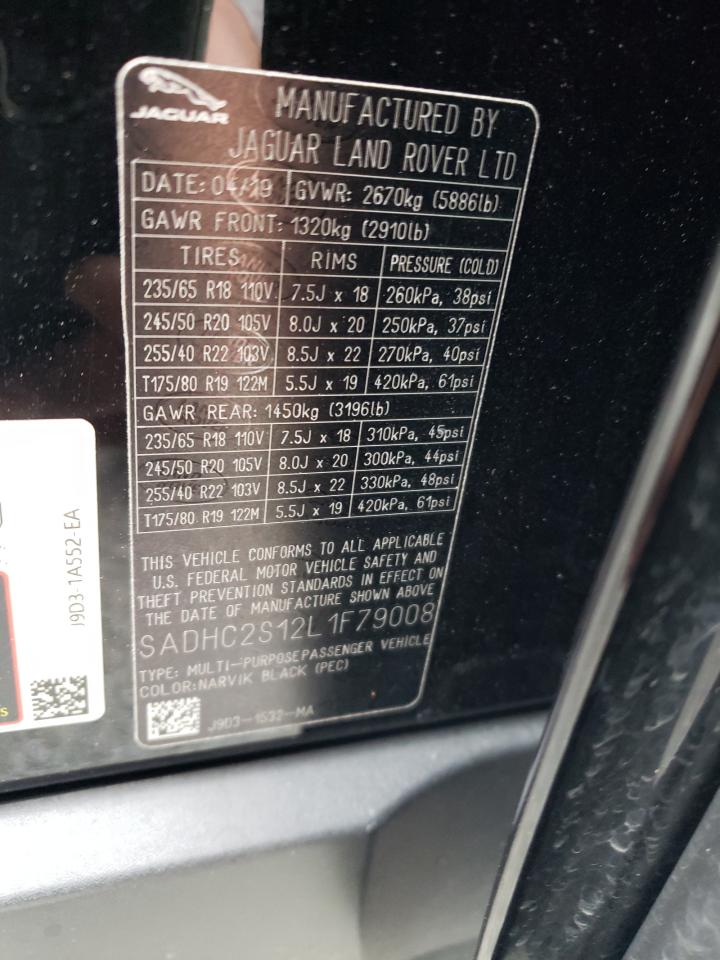 JAGUAR
MANUFACTURED BY
JAGUAR LAND ROVER LTD
DATE: 04/19 GVWR: 2670kg (5886lb)
GAWR FRONT: 1320kg (2910lb)
TIRES RIMS PRESSURE (COLD)
235/65 R18 110V 7.5J x 18 260kPa, 38psi
245/50 R20 105V 8.0J x 20 250kPa, 37psi
255/40 R22 103V 8.5J x 22 270kPa, 40psi
T175/80 R19 122M 5.5J x 19 420kPa, 61psi
GAWR REAR: 1450kg (3196lb)
235/65 R18 110V 7.5J x 18 310kPa, 45psi
245/50 R20 105V 8.0J x 20 300kPa, 44psi
255/40 R22 103V 8.5J x 22 330kPa, 48psi
T175/80 R19 122M 5.5J x 19 420kPa, 61psi
THIS VEHICLE CONFORMS TO ALL APPLICABLE
U.S. FEDERAL MOTOR VEHICLE SAFETY AND
THEFT PREVENTION STANDARDS IN EFFECT ON
THE DATE OF MANUFACTURE SHOWN ABOVE
SADHC2S12L1F79008
TYPE: MULTI-PURPOSE PASSENGER VEHICLE
COLOR:NARVIK BLACK (PEC)
J9D3-1532-MA
J9D3-1A552-EA